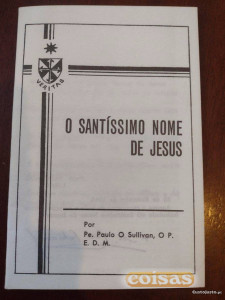 VERITAS
O SANTÍSSIMO NOME
DE JESUS
Por
Pe. Paulo O Sullivan, O P.
E. D. M.
coisas